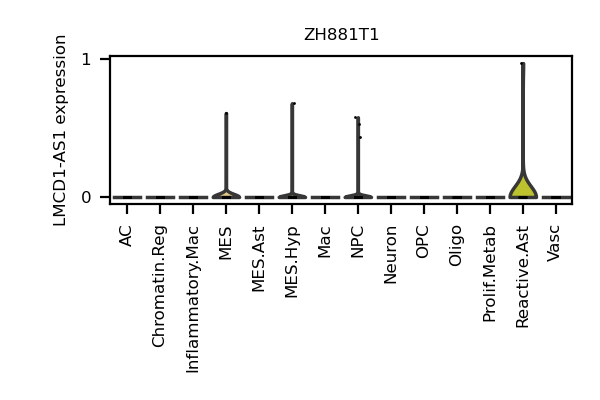 ZH881T1
LMCD1-AS1 expression
1
0
AC
Chromatin.Reg
Inflammatory.Mac
MES
MES.Ast
MES.Hyp
Mac
NPC
Neuron
OPC
Oligo
Prolif.Metab
Reactive.Ast
Vasc